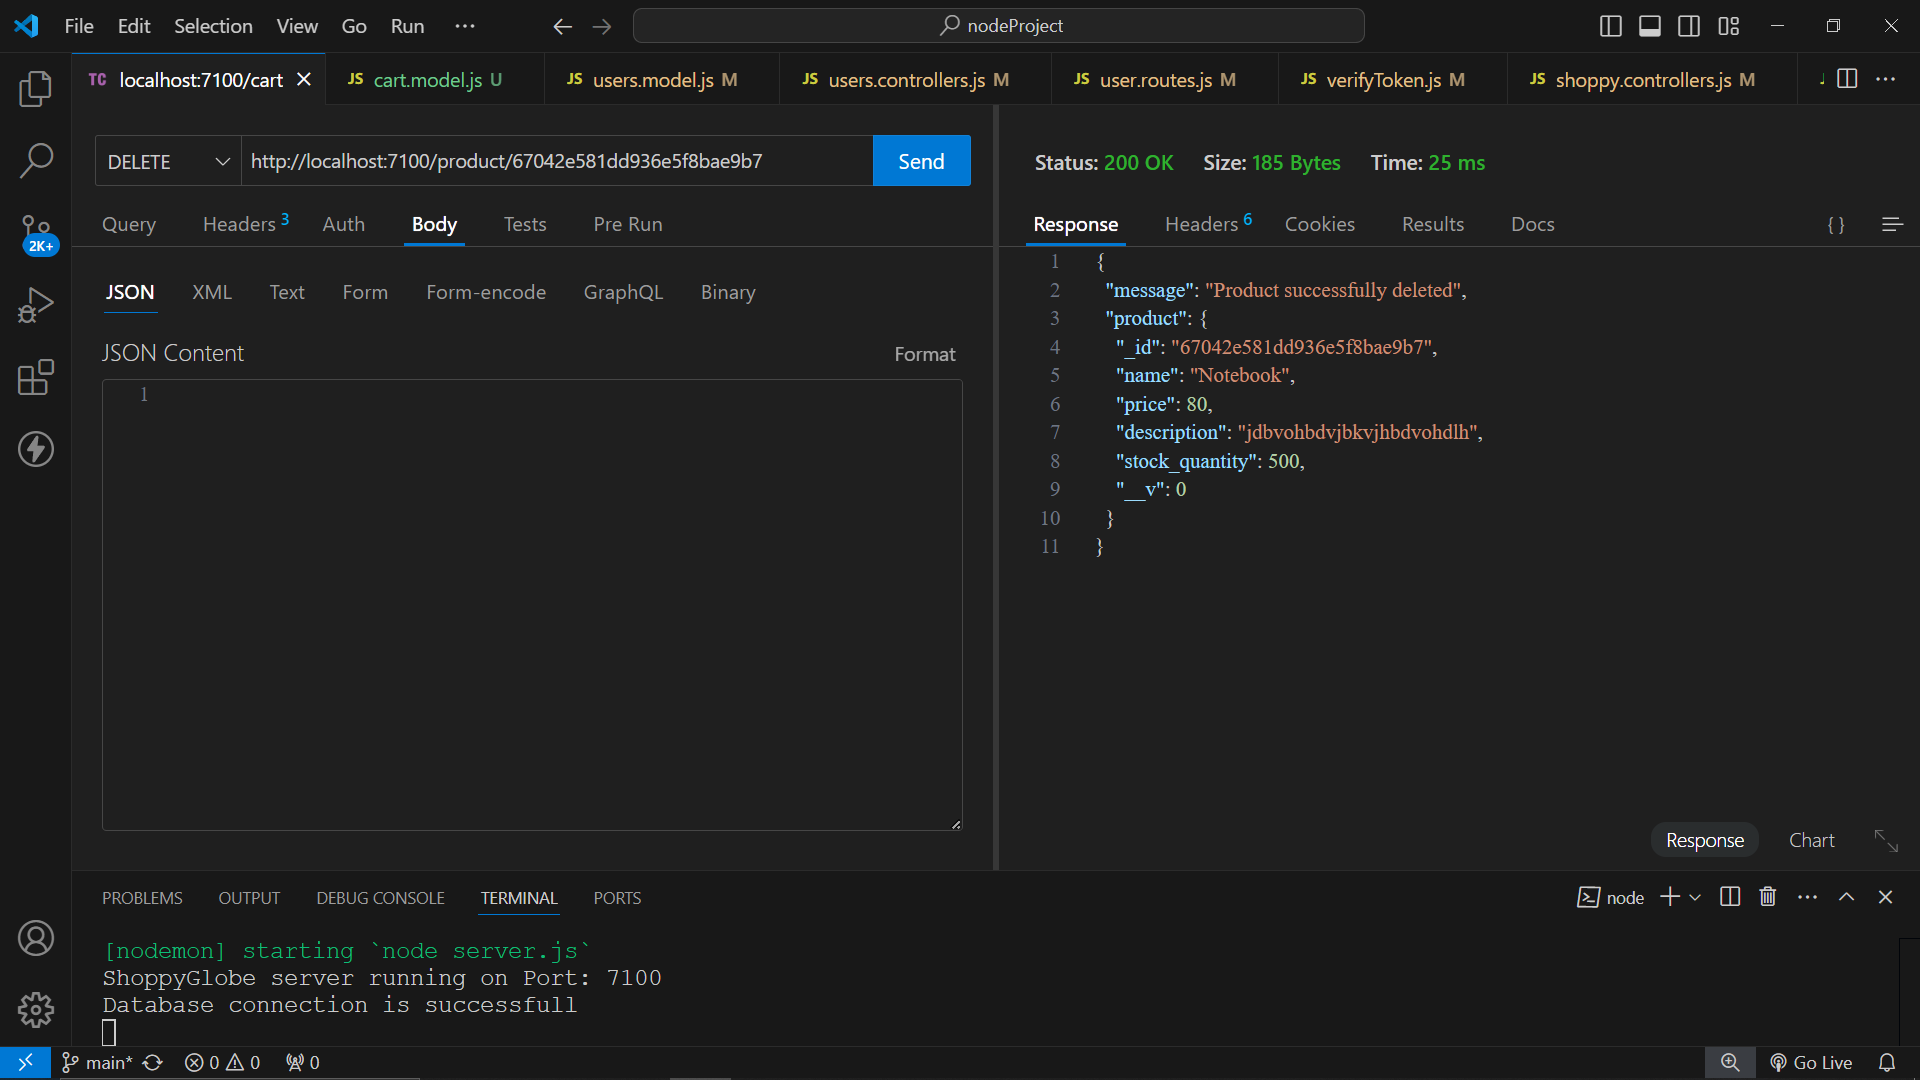 File Edit Selection View Go Run ··· nodeProject
TC localhost:7100/cart JS cart.model.js U JS users.model.js M JS users.controllers.js M JS user.routes.js M JS verifyToken.js M JS shoppy.controllers.js M
DELETE http://localhost:7100/product/67042e581dd936e5f8bae9b7 Send
Status: 200 OK Size: 185 Bytes Time: 25 ms
Query Headers 3 Auth Body Tests Pre Run
Response Headers 6 Cookies Results Docs { }
2K+
JSON XML Text Form Form-encode GraphQL Binary
JSON Content Format
1
1 {
2 "message": "Product successfully deleted",
3 "product": {
4 "_id": "67042e581dd936e5f8bae9b7",
5 "name": "Notebook",
6 "price": 80,
7 "description": "jdbvohbdvjbkvjhbdvohdlh",
8 "stock_quantity": 500,
9 "__v": 0
10 }
11 }
Response Chart
PROBLEMS OUTPUT DEBUG CONSOLE TERMINAL PORTS node
[nodemon] starting `node server.js`
ShoppyGlobe server running on Port: 7100
Database connection is successfull
main* 0 0 0 Go Live